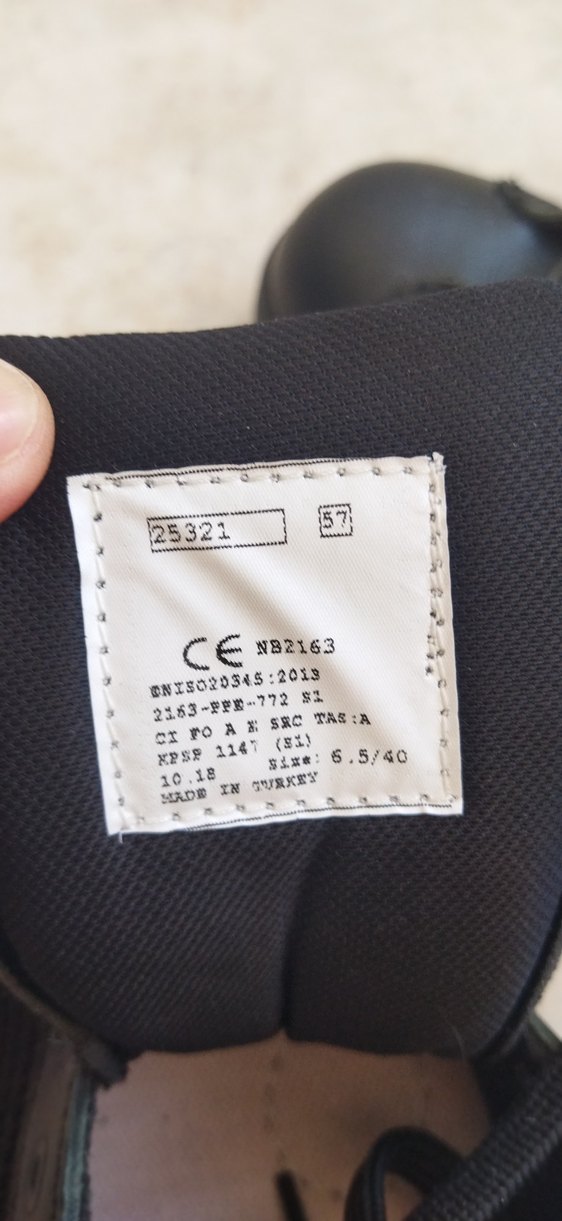 25321 57
CE NB2163
ENISO20345:2013
2163-PPE-772 S1
CI FO A E SRC TAS:A
KPSP 1147 (S1)
10.18 Size: 6.5/40
MADE IN TURKEY